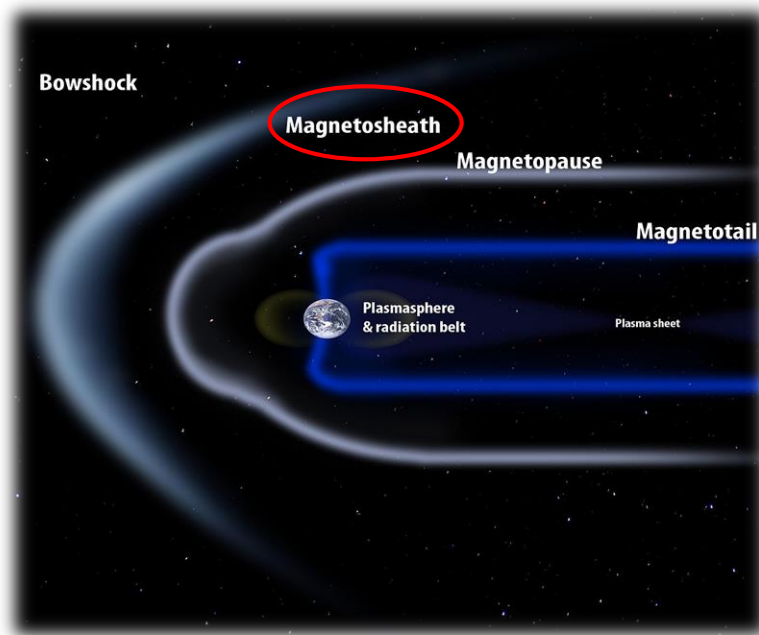 Bowshock
Magnetosheath
Magnetopause
Magnetotail
Plasmasphere
& radiation belt
Plasma sheet